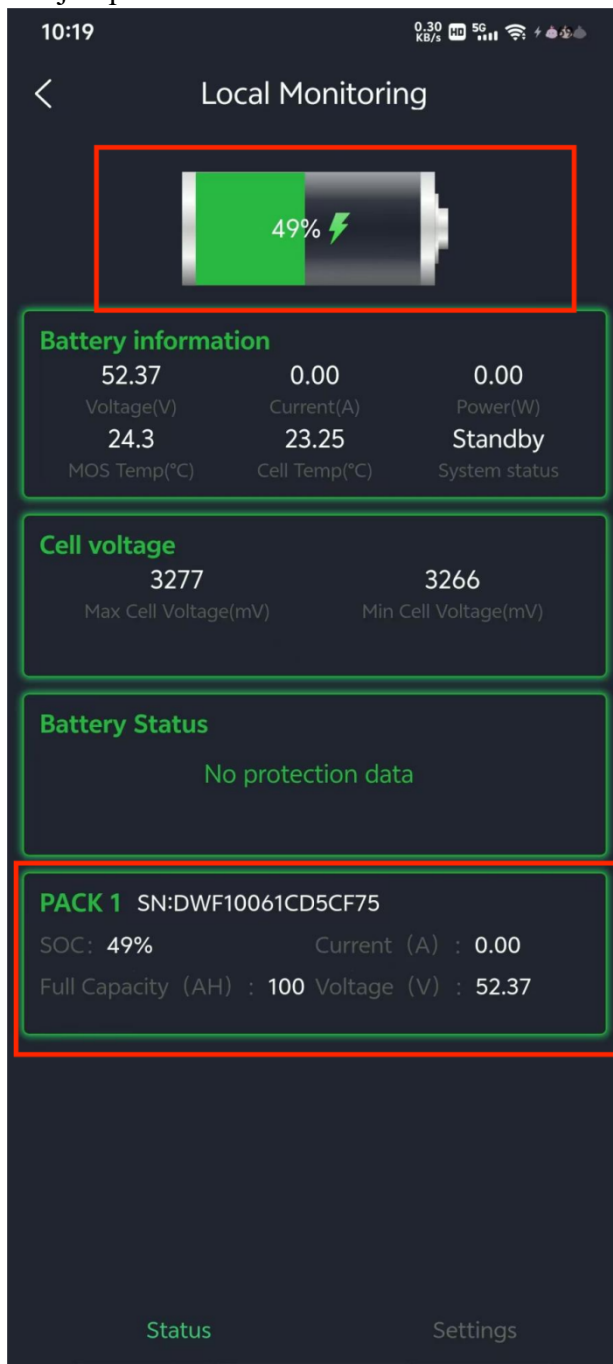 10:19 0.30 KB/s HD 5G
Local Monitoring
49%
Battery information
52.37 0.00 0.00
Voltage(V) Current(A) Power(W)
24.3 23.25 Standby
MOS Temp(°C) Cell Temp(°C) System status
Cell voltage
3277 3266
Max Cell Voltage(mV) Min Cell Voltage(mV)
Battery Status
No protection data
PACK 1 SN:DWF10061CD5CF75
SOC: 49% Current（A）: 0.00
Full Capacity（AH）: 100 Voltage（V）: 52.37
Status Settings